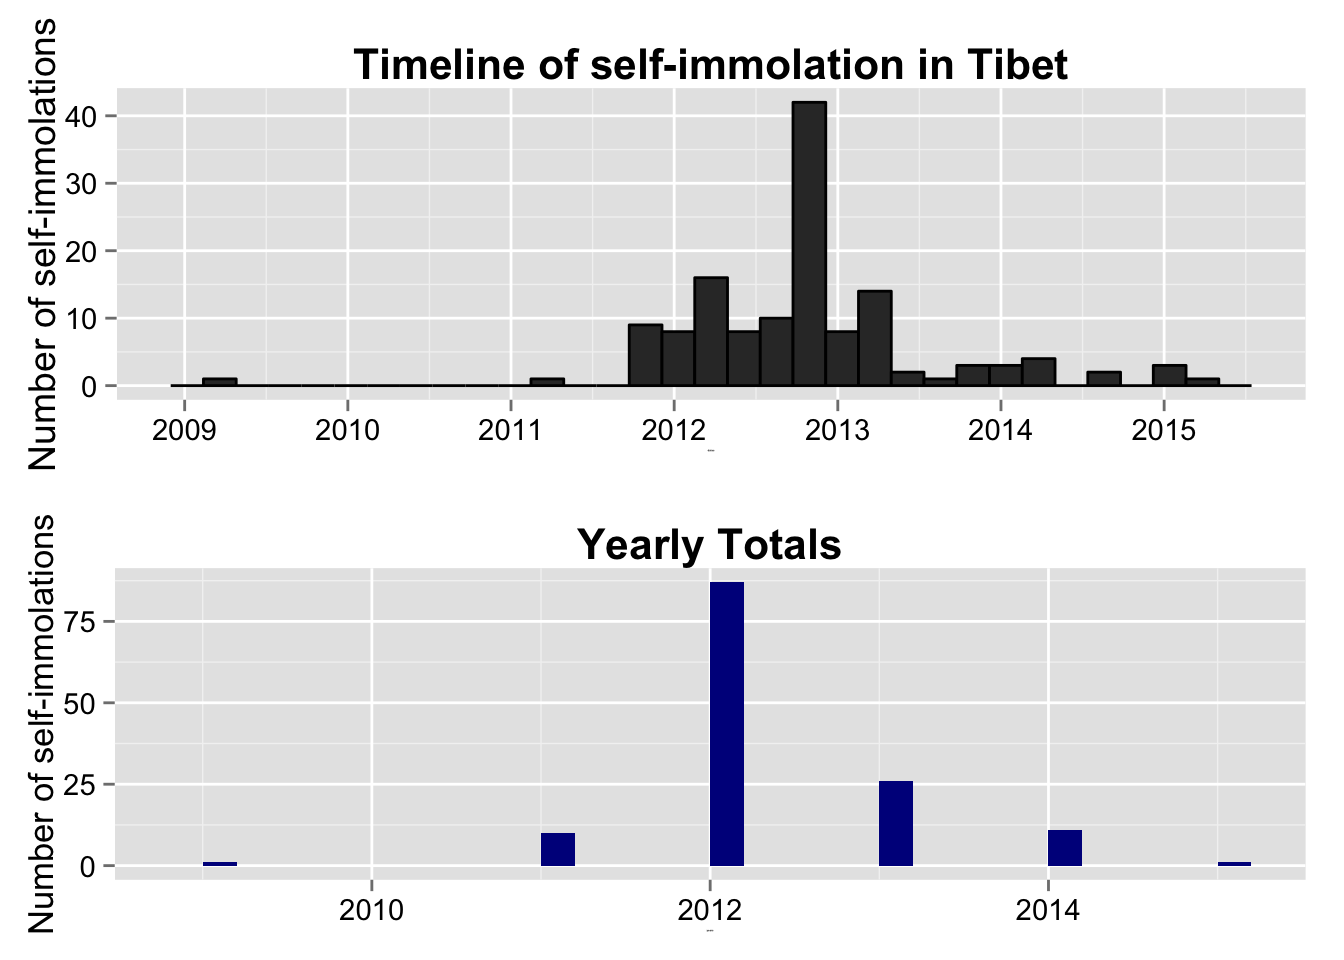 Timeline of self-immolation in Tibet
Number of self-immolations
40
30
20
10
0
2009 2010 2011 2012 2013 2014 2015
Yearly Totals
Number of self-immolations
75
50
25
0
2010 2012 2014